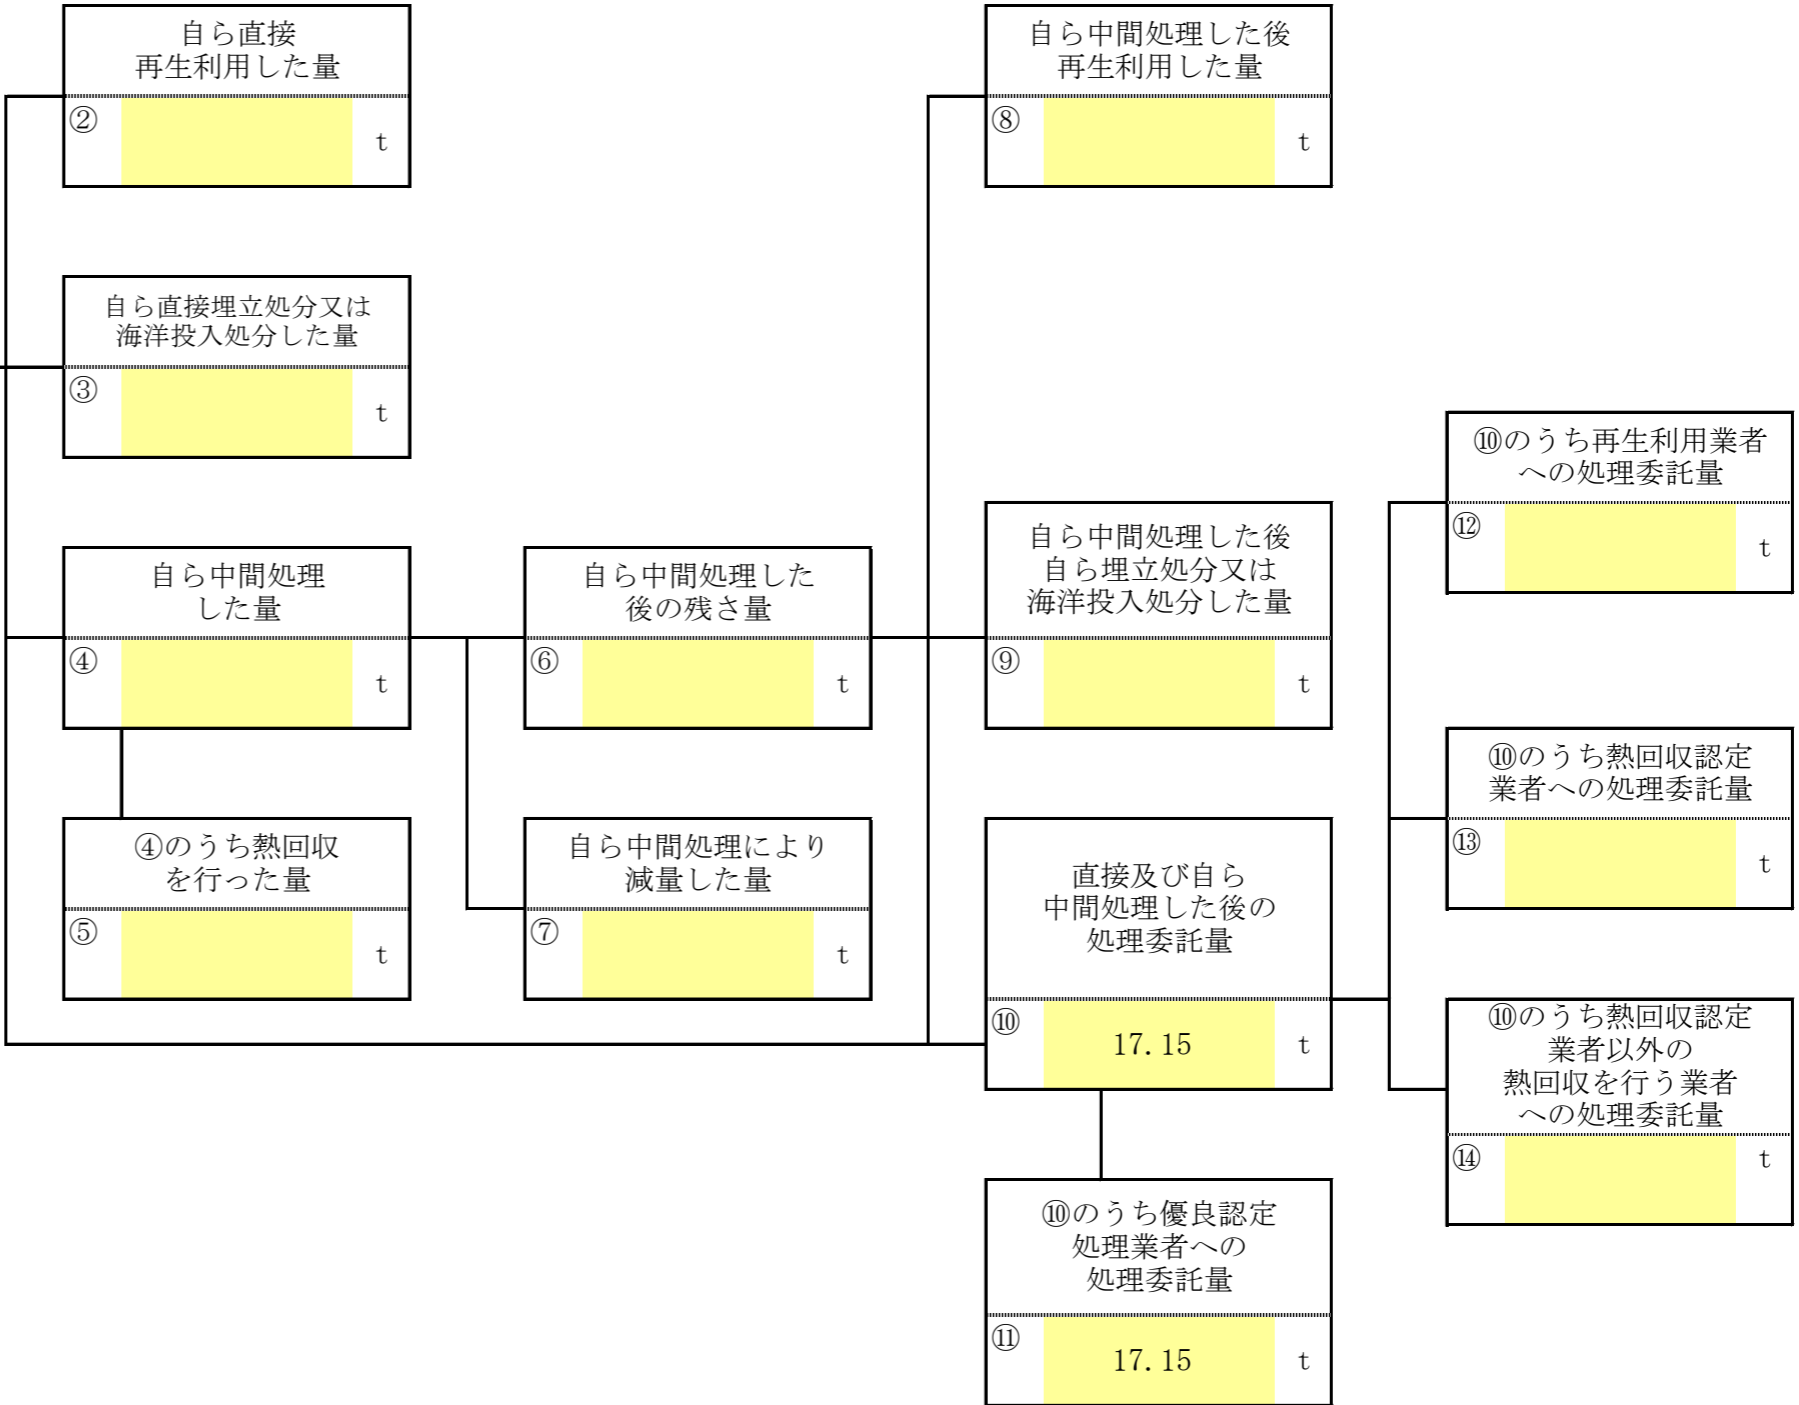 自ら直接
再生利用した量
②
t
自ら中間処理した後
再生利用した量
⑧
t
自ら直接埋立処分又は
海洋投入処分した量
③
t
⑩のうち再生利用業者
への処理委託量
⑫
t
自ら中間処理
した量
④
t
自ら中間処理した
後の残さ量
⑥
t
自ら中間処理した後
自ら埋立処分又は
海洋投入処分した量
⑨
t
⑩のうち熱回収認定
業者への処理委託量
⑬
t
④のうち熱回収
を行った量
⑤
t
自ら中間処理により
減量した量
⑦
t
直接及び自ら
中間処理した後の
処理委託量
⑩
17.15
t
⑩のうち熱回収認定
業者以外の
熱回収を行う業者
への処理委託量
⑭
t
⑩のうち優良認定
処理業者への
処理委託量
⑪
17.15
t